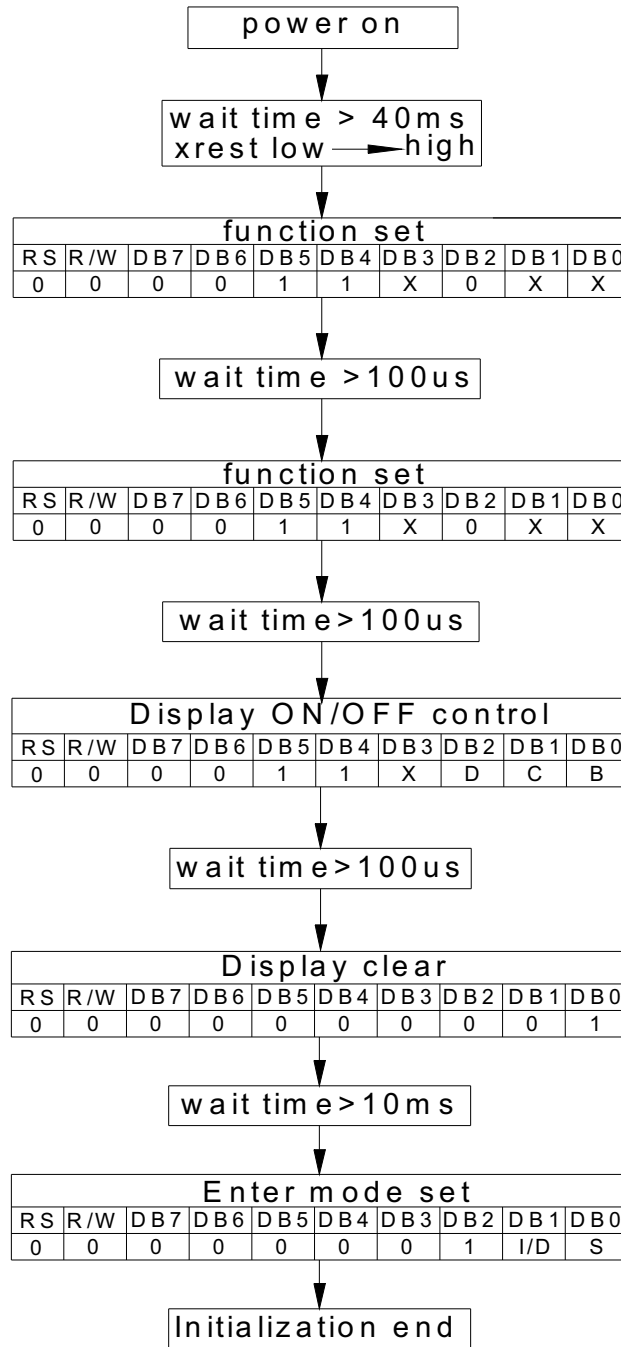 power on
wait time > 40ms
xrest low high
function set
RS R/W DB7 DB6 DB5 DB4 DB3 DB2 DB1 DB0
0 0 0 0 1 1 X 0 X X
wait time >100us
function set
RS R/W DB7 DB6 DB5 DB4 DB3 DB2 DB1 DB0
0 0 0 0 1 1 X 0 X X
wait time>100us
Display ON/OFF control
RS R/W DB7 DB6 DB5 DB4 DB3 DB2 DB1 DB0
0 0 0 0 1 1 X D C B
wait time>100us
Display clear
RS R/W DB7 DB6 DB5 DB4 DB3 DB2 DB1 DB0
0 0 0 0 0 0 0 0 0 1
wait time>10ms
Enter mode set
RS R/W DB7 DB6 DB5 DB4 DB3 DB2 DB1 DB0
0 0 0 0 0 0 0 1 I/D S
Initialization end